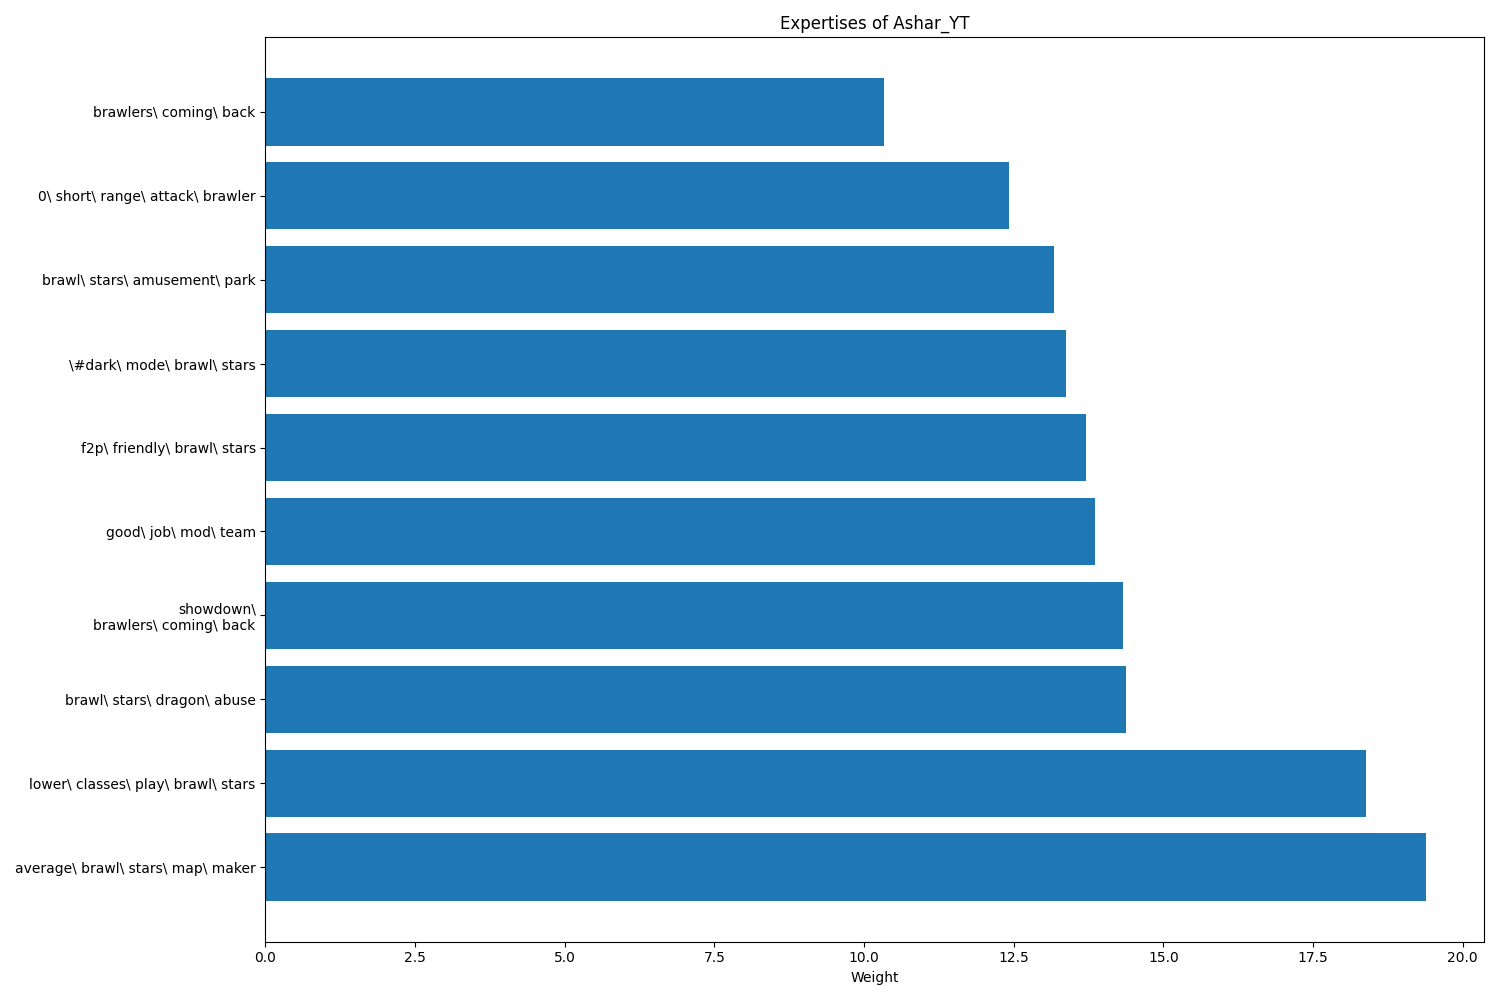 Expertises of Ashar_YT
brawlers\ coming\ back
0\ short\ range\ attack\ brawler
brawl\ stars\ amusement\ park
\#dark\ mode\ brawl\ stars
f2p\ friendly\ brawl\ stars
good\ job\ mod\ team
showdown\
brawlers\ coming\ back
brawl\ stars\ dragon\ abuse
lower\ classes\ play\ brawl\ stars
average\ brawl\ stars\ map\ maker
0.0 2.5 5.0 7.5 10.0 12.5 15.0 17.5 20.0
Weight